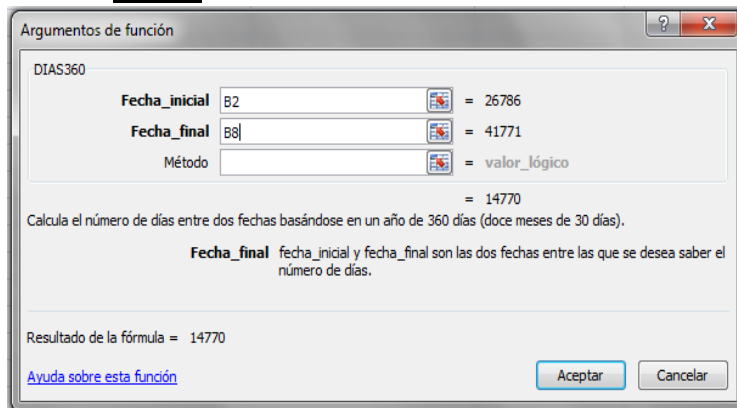 Argumentos de función
DIAS360
Fecha_inicial B2 = 26786
Fecha_final B8 = 41771
Método = valor_lógico
= 14770
Calcula el número de días entre dos fechas basándose en un año de 360 días (doce meses de 30 días).
Fecha_final fecha_inicial y fecha_final son las dos fechas entre las que se desea saber el
número de días.
Resultado de la fórmula = 14770
Ayuda sobre esta función Aceptar Cancelar